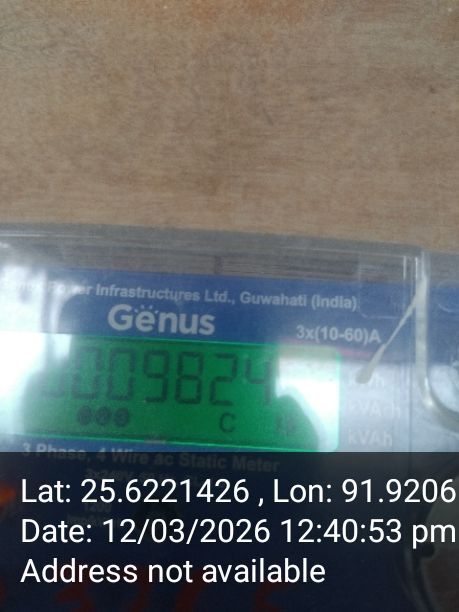 Power Infrastructures Ltd., Guwahati (India)
Genus
3x(10-60)A
009824
C
kVAh
3 Phase, 4 Wire ac Static Meter
Lat: 25.6221426 , Lon: 91.9206
Date: 12/03/2026 12:40:53 pm
Address not available